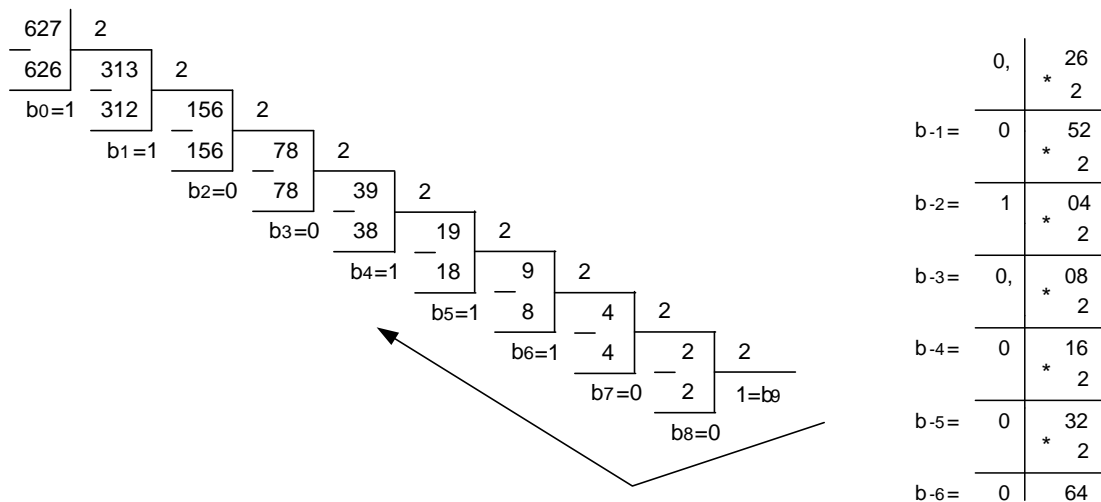 627 2
626 313 2
b0=1 312 156 2
b1=1 156 78 2
b2=0 78 39 2
b3=0 38 19 2
b4=1 18 9 2
b5=1 8 4 2
b6=1 4 2 2
b7=0 2 1=b9
b8=0
0, 26
* 2
b-1= 0 52
* 2
b-2= 1 04
* 2
b-3= 0, 08
* 2
b-4= 0 16
* 2
b-5= 0 32
* 2
b-6= 0 64